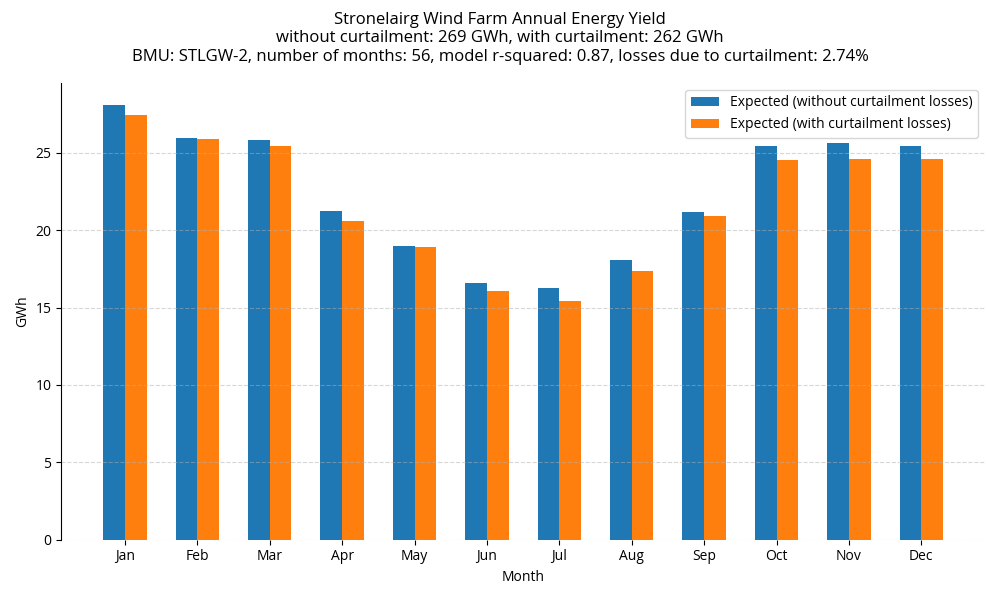 Stronelairg Wind Farm Annual Energy Yield
without curtailment: 269 GWh, with curtailment: 262 GWh
BMU: STLGW-2, number of months: 56, model r-squared: 0.87, losses due to curtailment: 2.74%
Expected (without curtailment losses)
Expected (with curtailment losses)
25
20
15
10
5
0
GWh
Jan Feb Mar Apr May Jun Jul Aug Sep Oct Nov Dec
Month